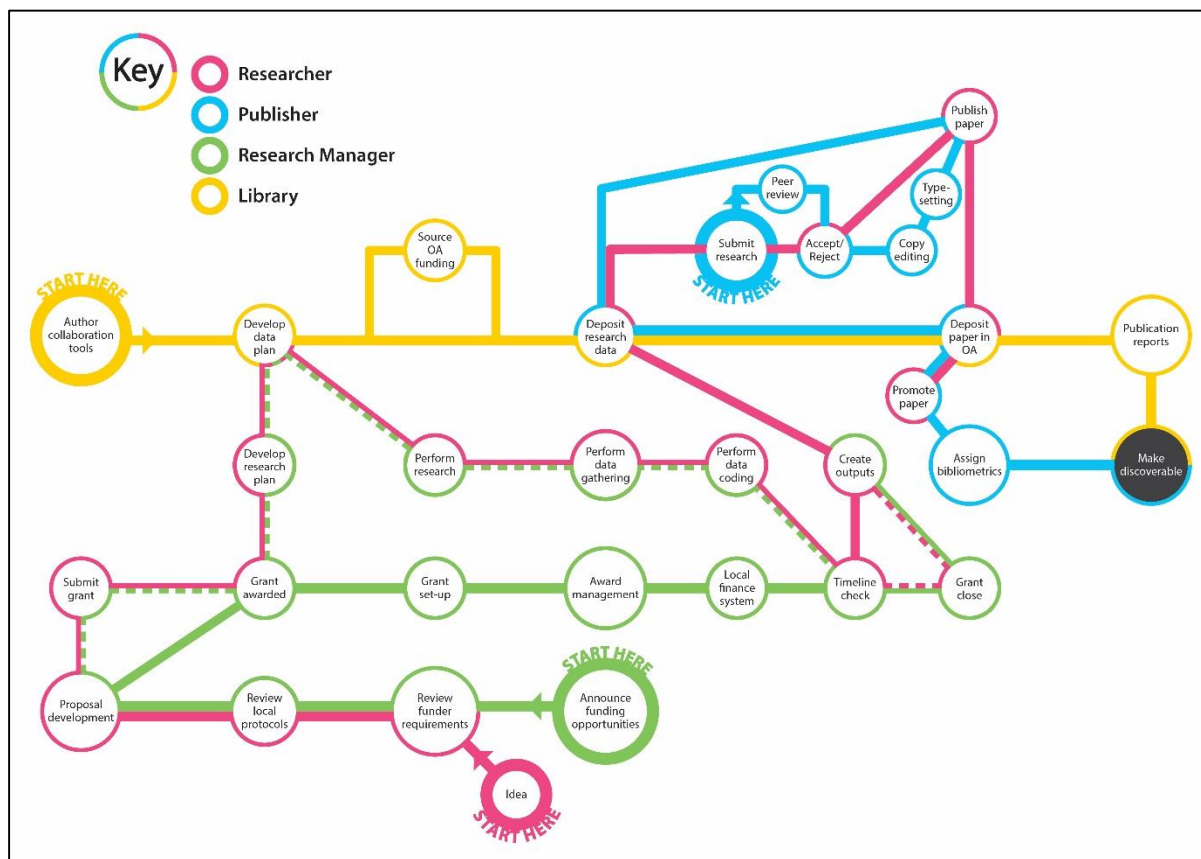 Key
Researcher
Publisher
Research Manager
Library
Publish
paper
Peer
review
Type-
setting
Source
OA
funding
Submit
research
Accept/
Reject
Copy
editing
START HERE
START HERE
Author
collaboration
tools
Develop
data
plan
Deposit
research
data
Deposit
paper in
OA
Publication
reports
Promote
paper
Develop
research
plan
Perform
research
Perform
data
gathering
Perform
data
coding
Create
outputs
Assign
bibliometrics
Make
discoverable
Submit
grant
Grant
awarded
Grant
set-up
Award
management
Local
finance
system
Timeline
check
Grant
close
START HERE
Proposal
development
Review
local
protocols
Review
funder
requirements
Announce
funding
opportunities
Idea
START HERE